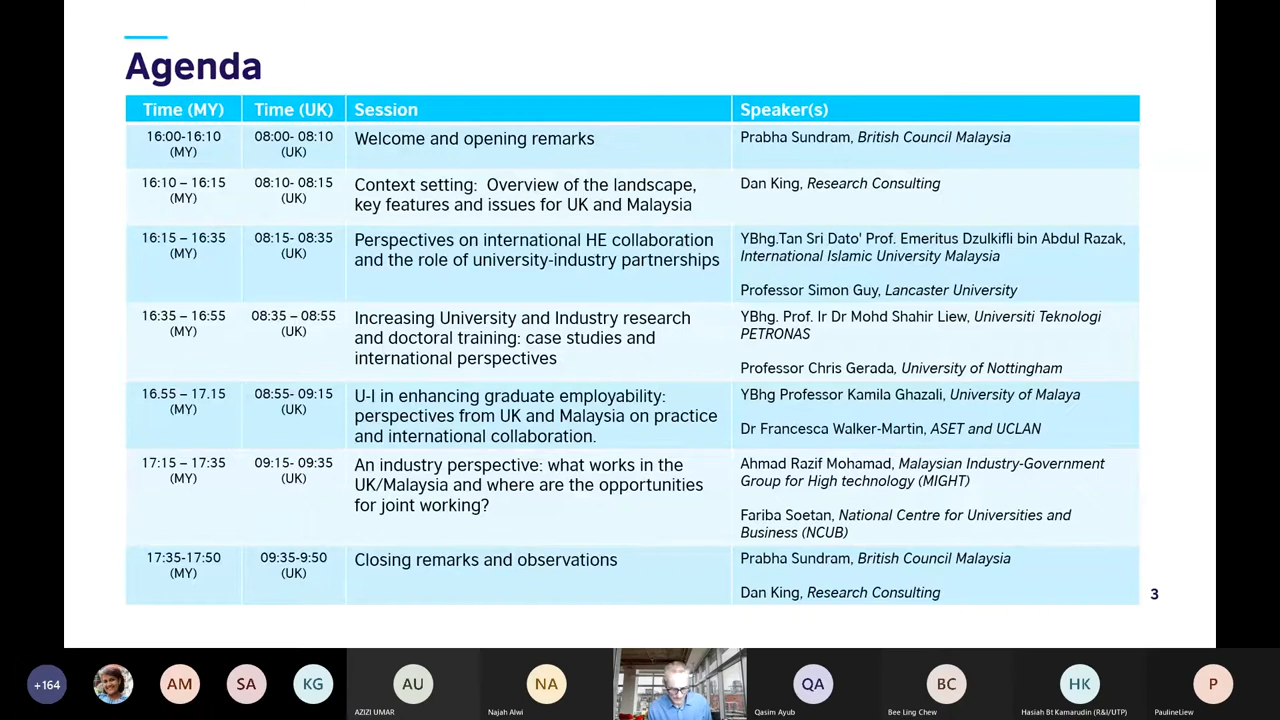 Agenda
Time (MY) Time (UK) Session Speaker(s)
16:00-16:10 (MY)
08:00- 08:10 (UK)
Welcome and opening remarks
Prabha Sundram, British Council Malaysia
16:10 – 16:15 (MY)
08:10- 08:15 (UK)
Context setting: Overview of the landscape,
key features and issues for UK and Malaysia
Dan King, Research Consulting
16:15 – 16:35 (MY)
08:15- 08:35 (UK)
Perspectives on international HE collaboration
and the role of university-industry partnerships
YBhg.Tan Sri Dato' Prof. Emeritus Dzulkifli bin Abdul Razak,
International Islamic University Malaysia
Professor Simon Guy, Lancaster University
16:35 – 16:55 (MY)
08:35 – 08:55 (UK)
Increasing University and Industry research
and doctoral training: case studies and
international perspectives
YBhg. Prof. Ir Dr Mohd Shahir Liew, Universiti Teknologi
PETRONAS
Professor Chris Gerada, University of Nottingham
16.55 – 17.15 (MY)
08:55- 09:15 (UK)
U-I in enhancing graduate employability:
perspectives from UK and Malaysia on practice
and international collaboration.
YBhg Professor Kamila Ghazali, University of Malaya
Dr Francesca Walker-Martin, ASET and UCLAN
17:15 – 17:35 (MY)
09:15- 09:35 (UK)
An industry perspective: what works in the
UK/Malaysia and where are the opportunities
for joint working?
Ahmad Razif Mohamad, Malaysian Industry-Government
Group for High technology (MIGHT)
Fariba Soetan, National Centre for Universities and
Business (NCUB)
17:35-17:50 (MY)
09:35-9:50 (UK)
Closing remarks and observations
Prabha Sundram, British Council Malaysia
Dan King, Research Consulting
3
+164 AM SA KG AU NA QA BC HK P
AZIZI UMAR Najah Alwi Qasim Ayub Bee Ling Chew Hasiah Bt Kamarudin (R&I/UTP) PaulineLiew